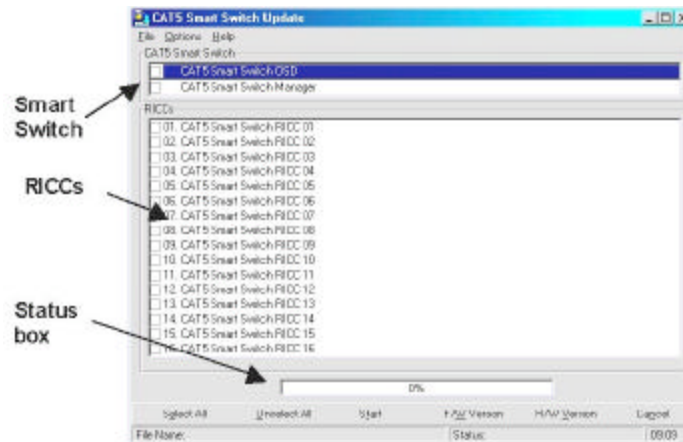 CAT5 Smart Switch Update
File Options Help
CAT5 Smart Switch
CAT5 Smart Switch OSD
CAT5 Smart Switch Manager
Smart
Switch
RICCs
01. CAT5 Smart Switch RICC 01
02. CAT5 Smart Switch RICC 02
03. CAT5 Smart Switch RICC 03
04. CAT5 Smart Switch RICC 04
05. CAT5 Smart Switch RICC 05
06. CAT5 Smart Switch RICC 06
07. CAT5 Smart Switch RICC 07
08. CAT5 Smart Switch RICC 08
09. CAT5 Smart Switch RICC 09
10. CAT5 Smart Switch RICC 10
11. CAT5 Smart Switch RICC 11
12. CAT5 Smart Switch RICC 12
13. CAT5 Smart Switch RICC 13
14. CAT5 Smart Switch RICC 14
15. CAT5 Smart Switch RICC 15
16. CAT5 Smart Switch RICC 16
RICCs
Status
box
0%
Select All Unselect All Start F/W Version H/W Version Cancel
File Name: Status: 09:09